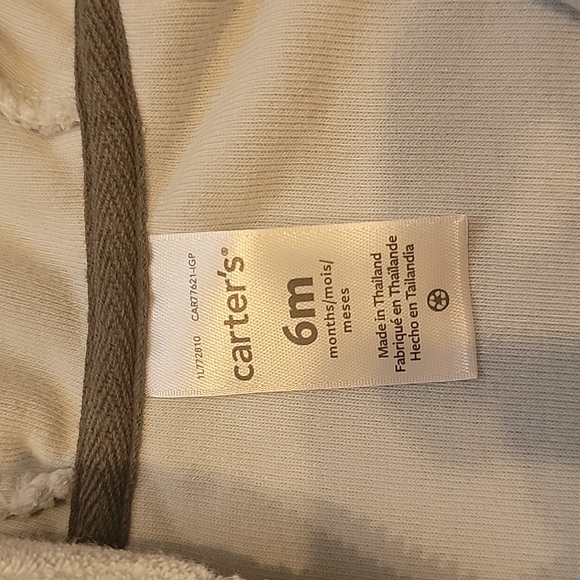 1L772810 CAR77621-IGP
carter's®
6m
months/mois/
meses
Made in Thailand
Fabriqué en Thaïlande
Hecho en Tailandia